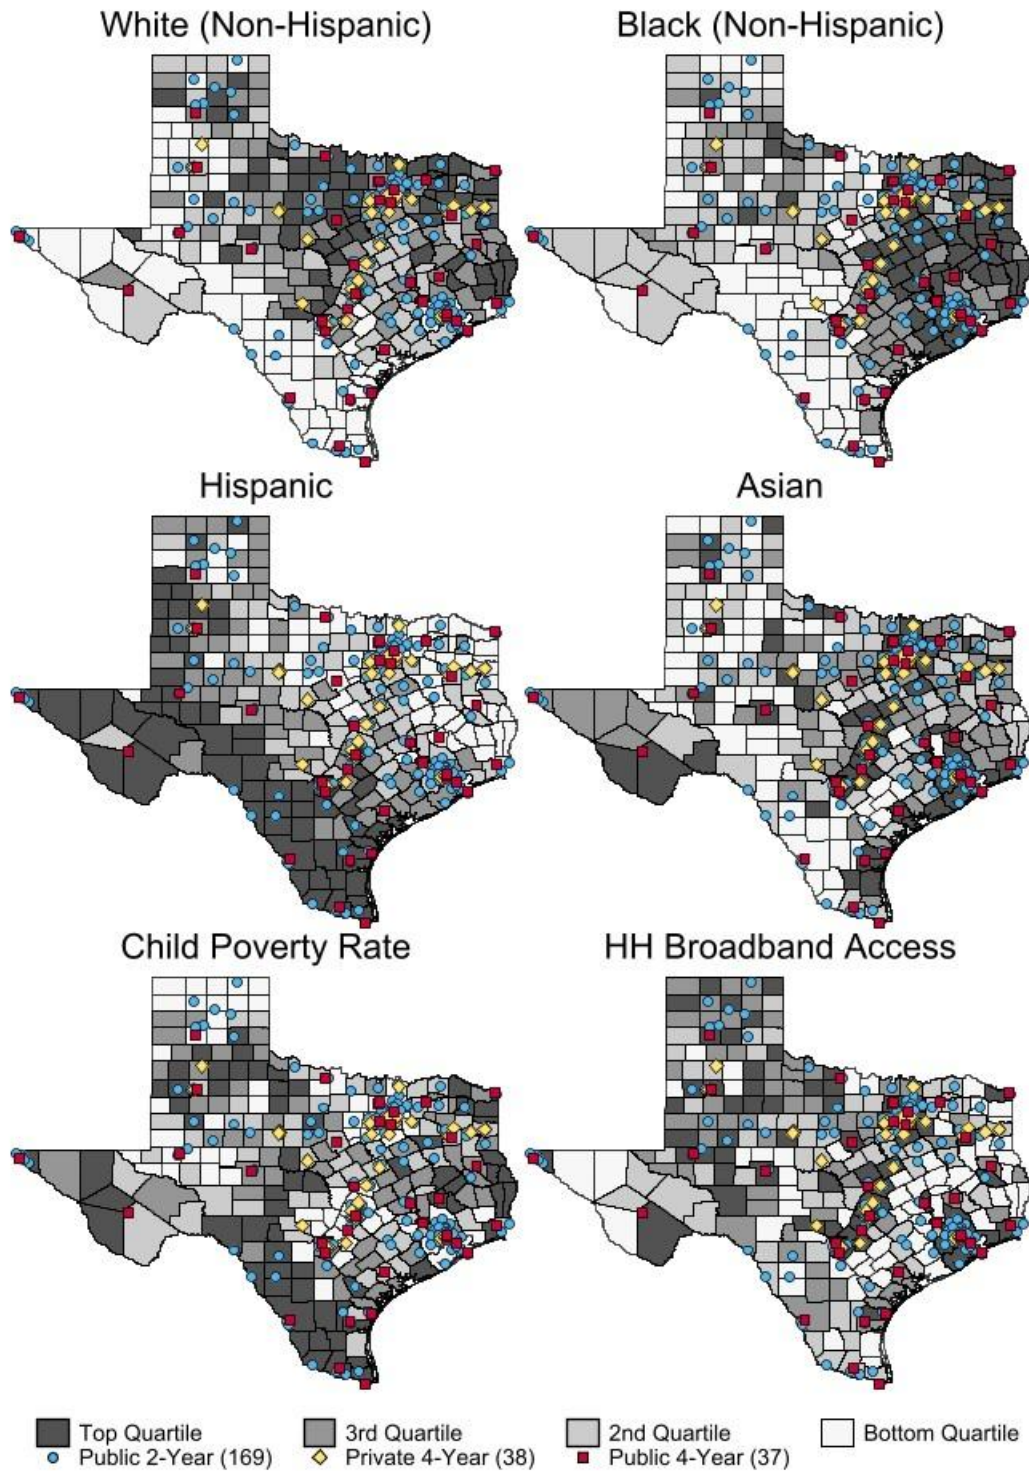 White (Non-Hispanic) Black (Non-Hispanic)
Hispanic Asian
Child Poverty Rate HH Broadband Access
Top Quartile 3rd Quartile 2nd Quartile Bottom Quartile
Public 2-Year (169) Private 4-Year (38) Public 4-Year (37)